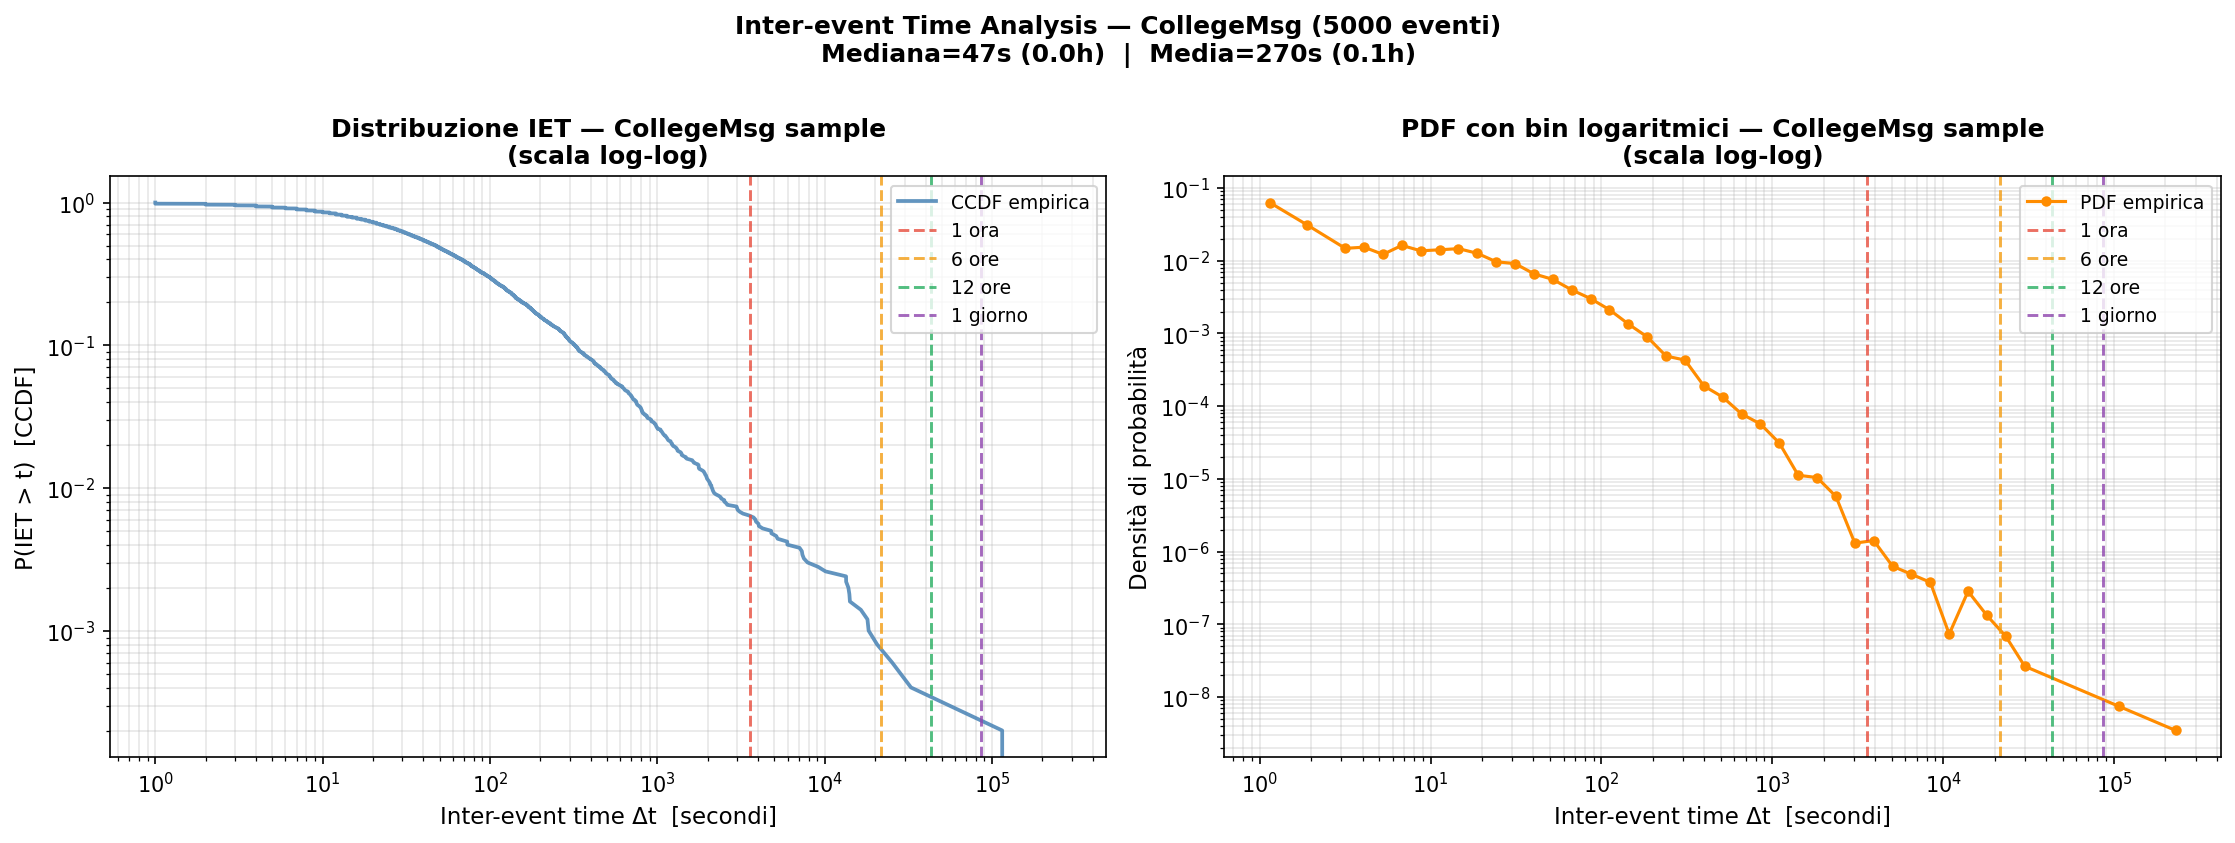 Inter-event Time Analysis — CollegeMsg (5000 eventi)
Mediana=47s (0.0h)  |  Media=270s (0.1h)
Distribuzione IET — CollegeMsg sample
(scala log-log)
P(IET > t)  [CCDF]
10⁰
10⁻¹
10⁻²
10⁻³
CCDF empirica
1 ora
6 ore
12 ore
1 giorno
10⁰ 10¹ 10² 10³ 10⁴ 10⁵
Inter-event time Δt  [secondi]
PDF con bin logaritmici — CollegeMsg sample
(scala log-log)
Densità di probabilità
10⁻¹
10⁻²
10⁻³
10⁻⁴
10⁻⁵
10⁻⁶
10⁻⁷
10⁻⁸
PDF empirica
1 ora
6 ore
12 ore
1 giorno
10⁰ 10¹ 10² 10³ 10⁴ 10⁵
Inter-event time Δt  [secondi]